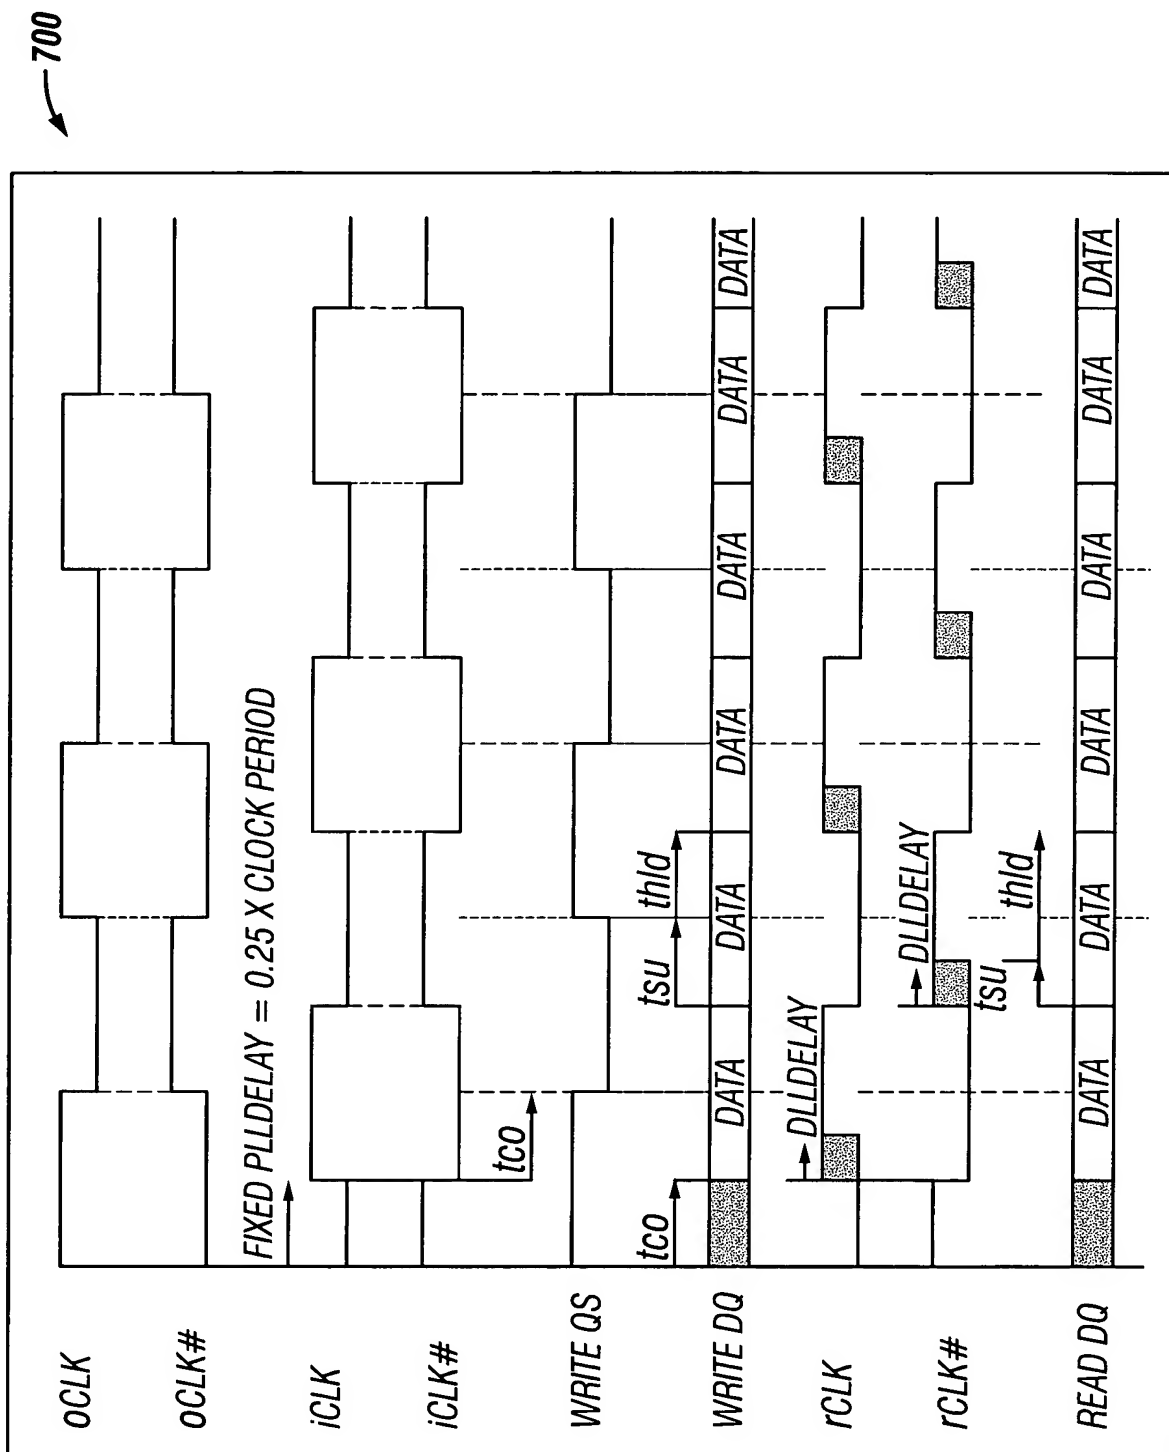 700
oCLK
oCLK#
FIXED PLLDELAY = 0.25 X CLOCK PERIOD
iCLK
iCLK#
tco
WRITE QS
tco
tsu
thld
WRITE DQ
DATA
DATA
DATA
DATA
DATA
DATA
DLLDELAY
rCLK
DLLDELAY
rCLK#
tsu
thld
READ DQ
DATA
DATA
DATA
DATA
DATA
DATA